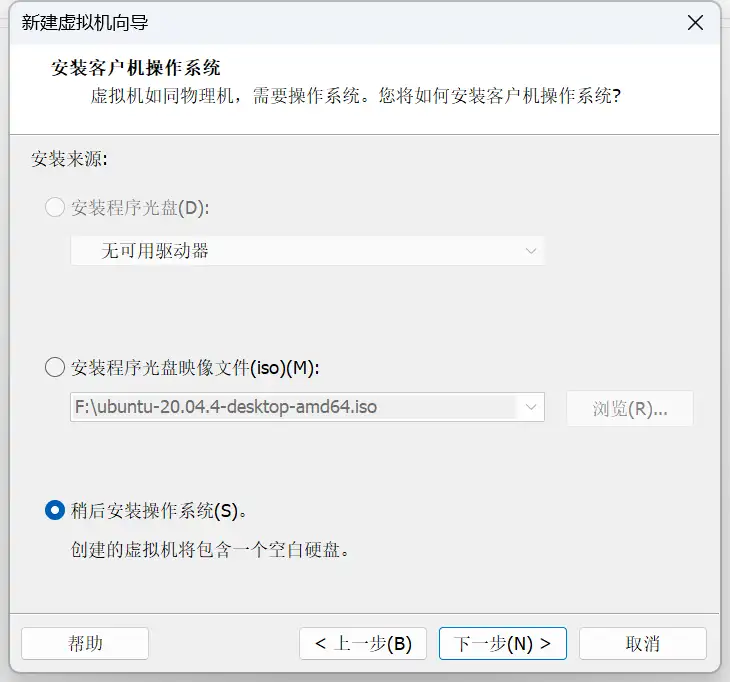 新建虚拟机向导
安装客户机操作系统
虚拟机如同物理机，需要操作系统。您将如何安装客户机操作系统?
安装来源:
安装程序光盘(D):
无可用驱动器
安装程序光盘映像文件(iso)(M):
F:\ubuntu-20.04.4-desktop-amd64.iso
浏览(R)...
稍后安装操作系统(S)。
创建的虚拟机将包含一个空白硬盘。
帮助
< 上一步(B)
下一步(N) >
取消